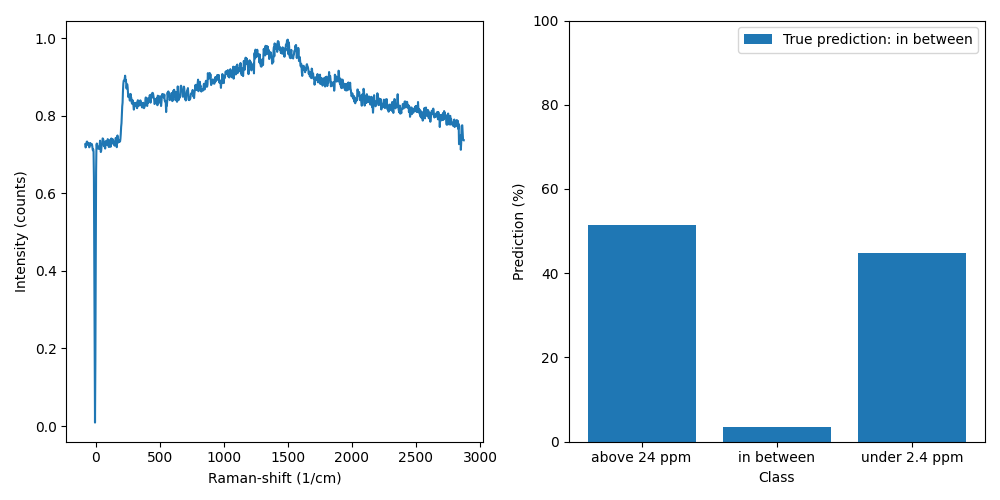 1.0
0.8
0.6
0.4
0.2
0.0
Intensity (counts)
0 500 1000 1500 2000 2500 3000
Raman-shift (1/cm)
100
80
60
40
20
0
Prediction (%)
True prediction: in between
above 24 ppm in between under 2.4 ppm
Class